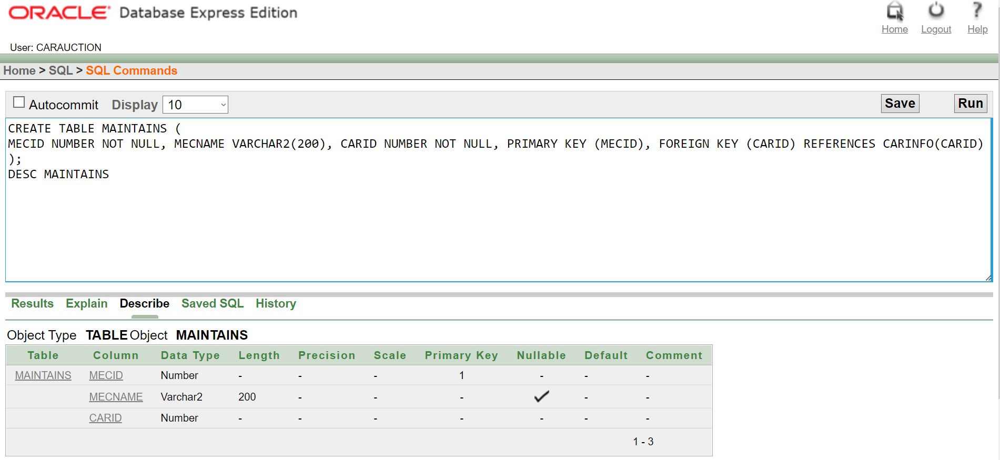 ORACLE Database Express Edition
Home Logout Help
User: CARAUCTION
Home > SQL > SQL Commands
Autocommit Display 10 Save Run
CREATE TABLE MAINTAINS (
MECID NUMBER NOT NULL, MECNAME VARCHAR2(200), CARID NUMBER NOT NULL, PRIMARY KEY (MECID), FOREIGN KEY (CARID) REFERENCES CARINFO(CARID)
);
DESC MAINTAINS
Results Explain Describe Saved SQL History
Object Type TABLE Object MAINTAINS
Table Column Data Type Length Precision Scale Primary Key Nullable Default Comment
MAINTAINS MECID Number - - - 1 - - -
MECNAME Varchar2 200 - - - ✓ - -
CARID Number - - - - - - -
1 - 3